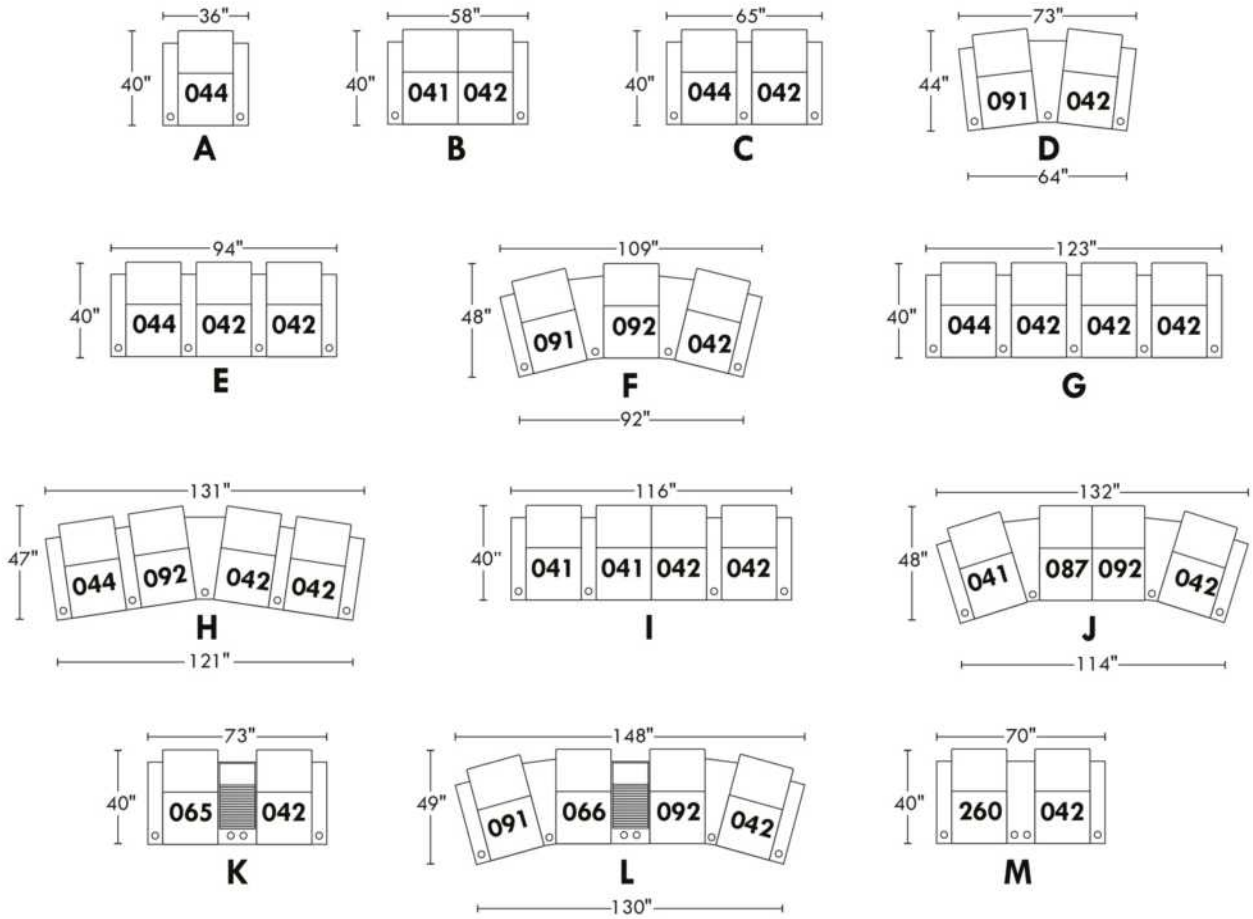 36"
40"
044
A
58"
40"
041 042
B
65"
40"
044 042
C
73"
44"
091 042
D
64"
94"
40"
044 042 042
E
109"
48"
091 092 042
F
92"
123"
40"
044 042 042 042
G
131"
47"
044 092 042 042
H
121"
116"
40"
041 041 042 042
I
132"
48"
041 087 092 042
J
114"
73"
40"
065 042
K
148"
49"
091 066 092 042
L
130"
70"
40"
260 042
M